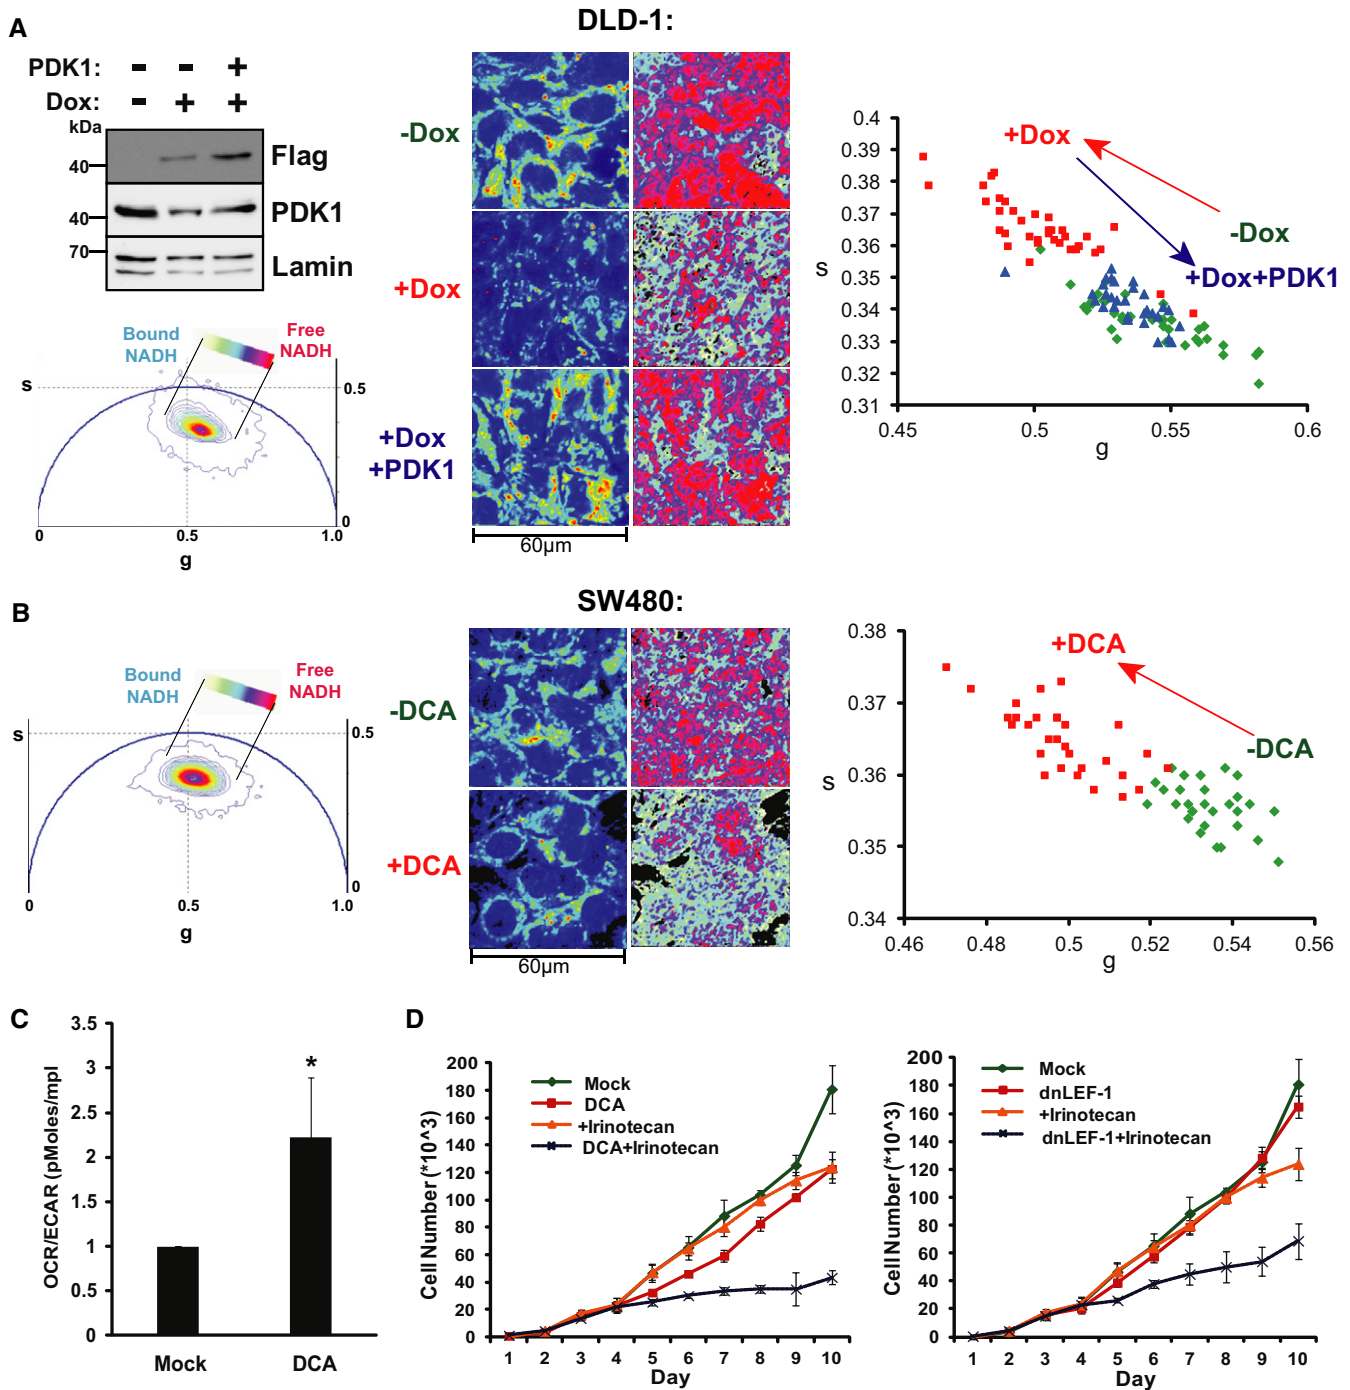 A
DLD-1:
PDK1: - - +
Dox: - + +
kDa
40
Flag
40
PDK1
70
Lamin
Bound
NADH
Free
NADH
s
0.5
0
0
0.5
1.0
g
-Dox
+Dox
+Dox
+PDK1
60µm
0.4
0.39
0.38
0.37
0.36
0.35
0.34
0.33
0.32
0.31
s
0.45
0.5
0.55
0.6
g
+Dox
-Dox
+Dox+PDK1
B
SW480:
Bound
NADH
Free
NADH
s
0.5
0
0
0.5
1.0
g
-DCA
+DCA
60µm
0.38
0.37
0.36
0.35
0.34
s
0.46
0.48
0.5
0.52
0.54
0.56
g
+DCA
-DCA
C
OCR/ECAR (pMoles/mpl
3.5
3
2.5
2
1.5
1
0.5
0
*
Mock
DCA
D
Cell Number (*10^3)
200
180
160
140
120
100
80
60
40
20
0
Mock
DCA
+Irinotecan
DCA+Irinotecan
1 2 3 4 5 6 7 8 9 10
Day
Cell Number (*10^3)
200
180
160
140
120
100
80
60
40
20
0
Mock
dnLEF-1
+Irinotecan
dnLEF-1+Irinotecan
1 2 3 4 5 6 7 8 9 10
Day